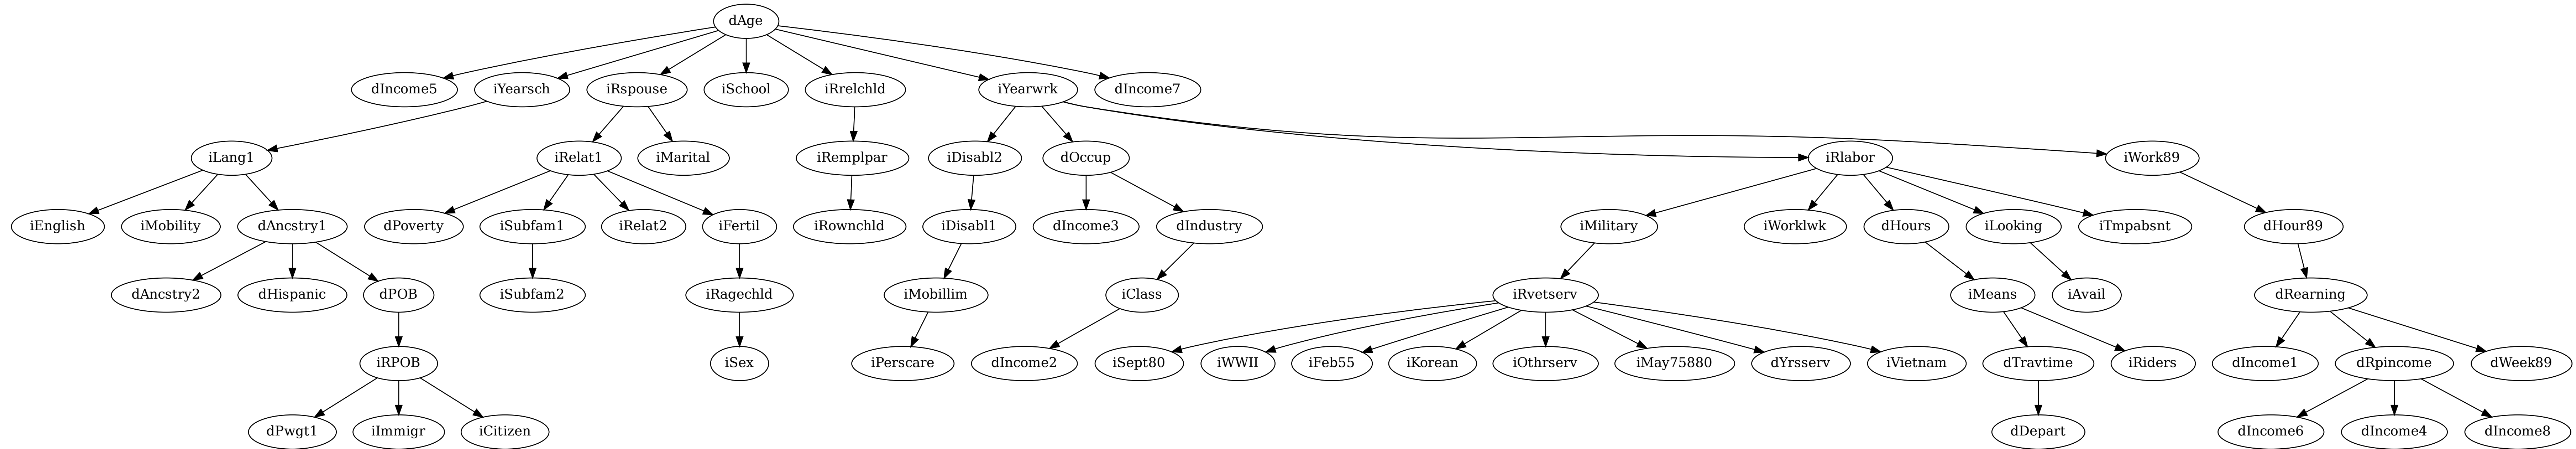 dAge
dIncome5 iYearsch iRspouse iSchool iRrelchld iYearwrk dIncome7
iLang1 iRelat1 iMarital iRemplpar iDisabl2 dOccup iRlabor iWork89
iEnglish iMobility dAncstry1 dPoverty iSubfam1 iRelat2 iFertil iRownchld iDisabl1 dIncome3 dIndustry iMilitary iWorklwk dHours iLooking iTmpabsnt dHour89
dAncstry2 dHispanic dPOB iSubfam2 iRagechld iMobillim iClass iRvetserv iMeans iAvail dRearning
iRPOB iSex iPerscare dIncome2 iSept80 iWWII iFeb55 iKorean iOthrserv iMay75880 dYrsserv iVietnam dTravtime iRiders dIncome1 dRpincome dWeek89
dPwgt1 iImmigr iCitizen dDepart dIncome6 dIncome4 dIncome8